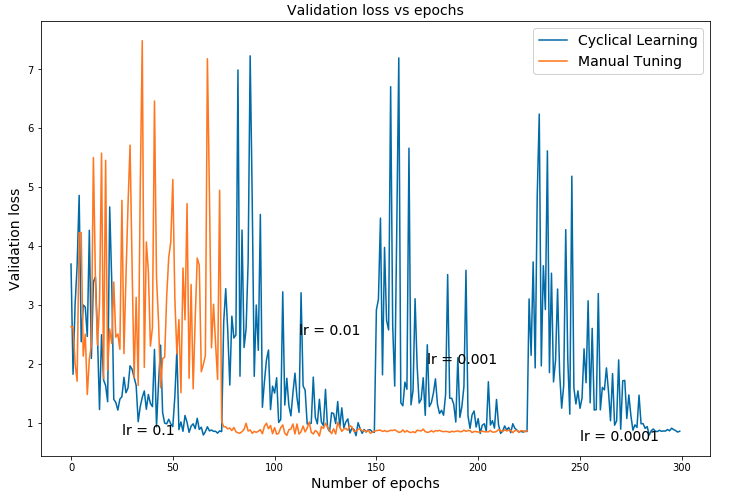 Validation loss vs epochs
Cyclical Learning
Manual Tuning
Validation loss
7
6
5
4
3
2
1
lr = 0.1
lr = 0.01
lr = 0.001
lr = 0.0001
0
50
100
150
200
250
300
Number of epochs